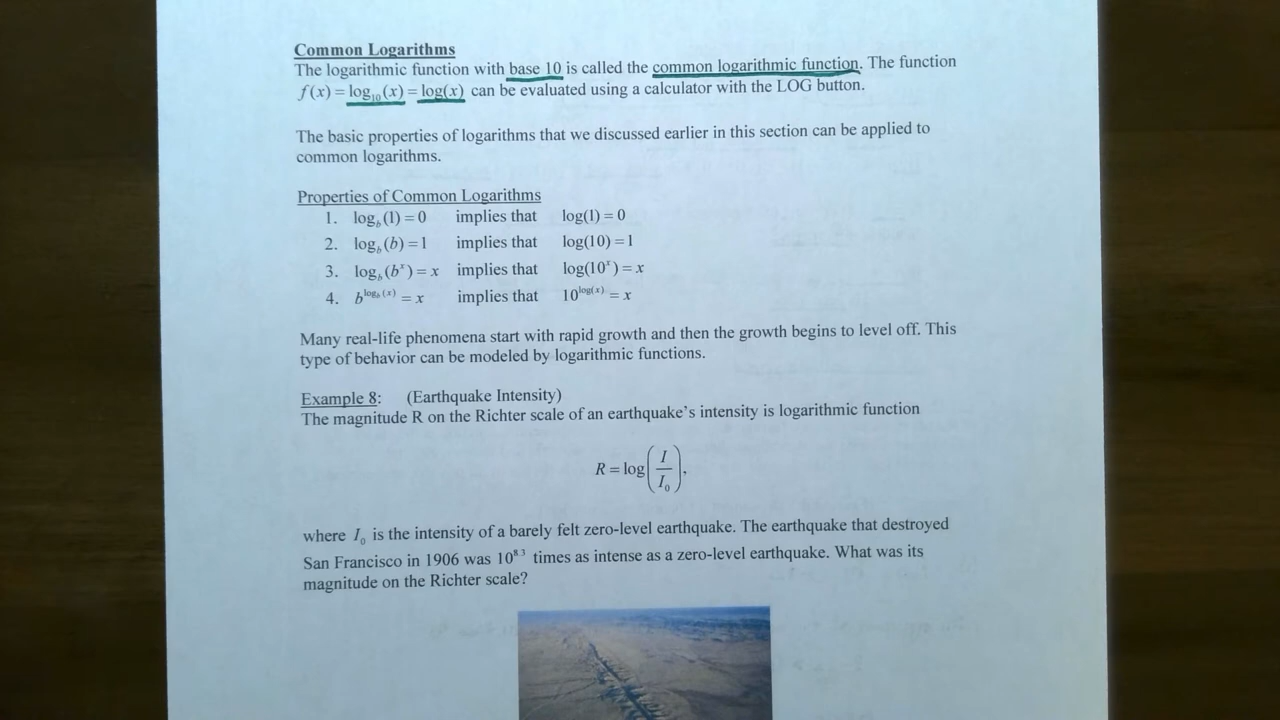 Common Logarithms
The logarithmic function with base 10 is called the common logarithmic function. The function
f(x) = log₁₀(x) = log(x) can be evaluated using a calculator with the LOG button.
The basic properties of logarithms that we discussed earlier in this section can be applied to
common logarithms.
Properties of Common Logarithms
1. log_b(1) = 0 implies that log(1) = 0
2. log_b(b) = 1 implies that log(10) = 1
3. log_b(b^x) = x implies that log(10^x) = x
4. b^(log_b(x)) = x implies that 10^(log(x)) = x
Many real-life phenomena start with rapid growth and then the growth begins to level off. This
type of behavior can be modeled by logarithmic functions.
Example 8: (Earthquake Intensity)
The magnitude R on the Richter scale of an earthquake's intensity is logarithmic function
R = log(I/I₀),
where I₀ is the intensity of a barely felt zero-level earthquake. The earthquake that destroyed
San Francisco in 1906 was 10^8.3 times as intense as a zero-level earthquake. What was its
magnitude on the Richter scale?